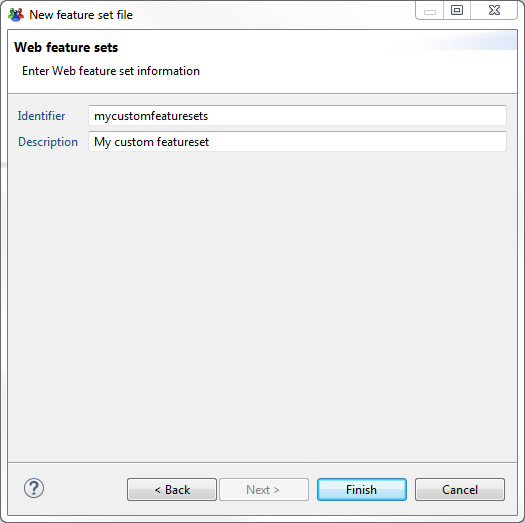 New feature set file
Web feature sets
Enter Web feature set information
Identifier mycustomfeaturesets
Description My custom featureset
? < Back Next > Finish Cancel